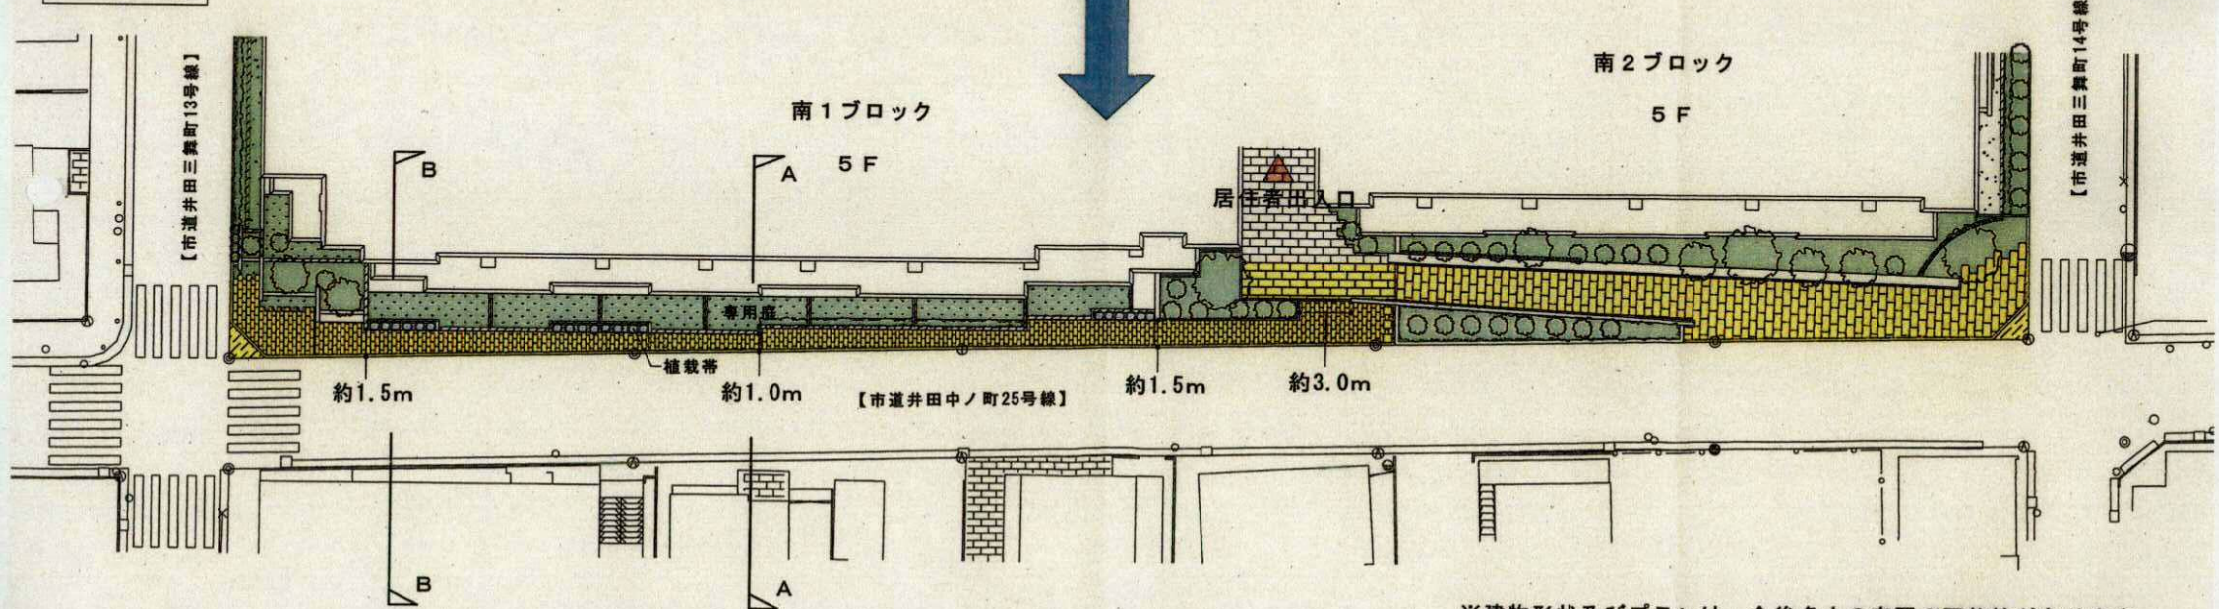 【市道井田三舞町13号線】
南1ブロック
5F
南2ブロック
5F
【市道井田三舞町14号線
B
A
居住者出入口
専用庭
植栽帯
約1.5m
約1.0m
【市道井田中ノ町25号線】
約1.5m
約3.0m
B
A